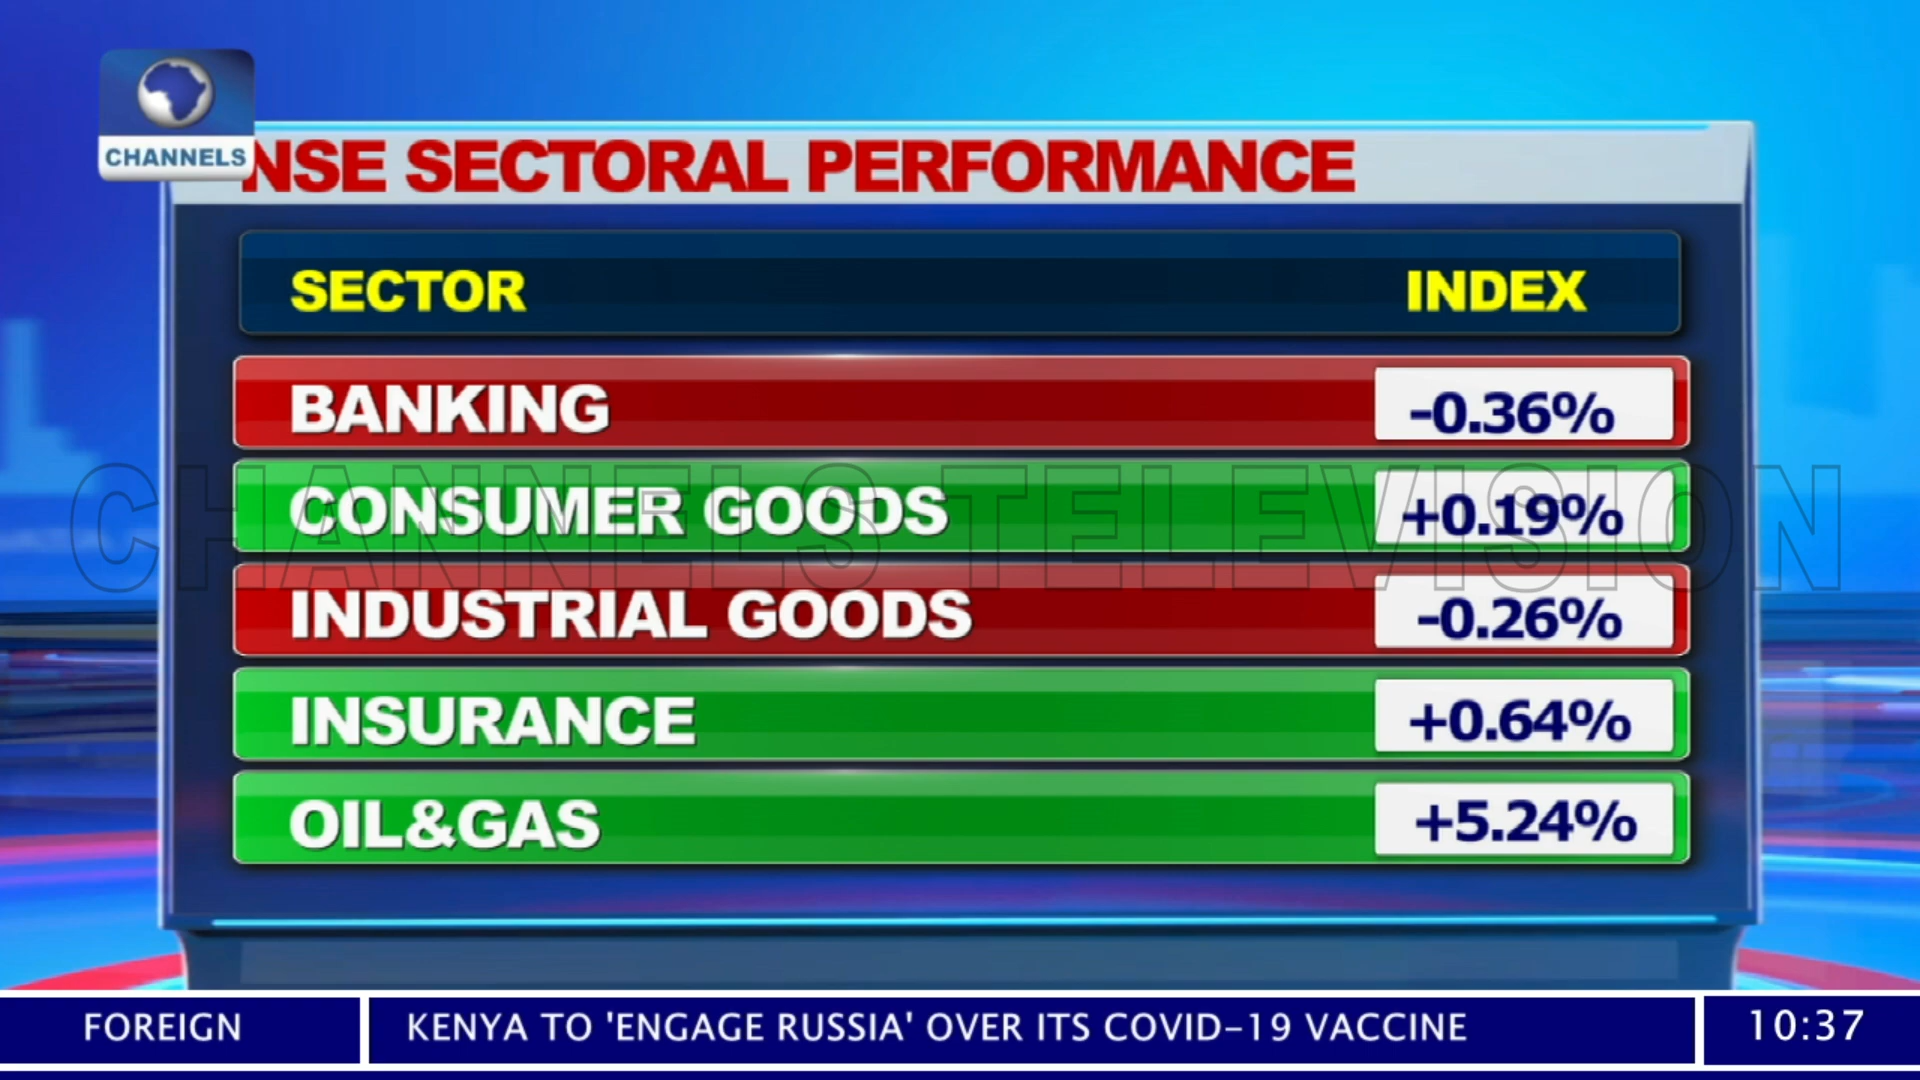 CHANNELS
NSE SECTORAL PERFORMANCE
SECTOR INDEX
BANKING -0.36%
CONSUMER GOODS +0.19%
CHANNELS TELEVISION
INDUSTRIAL GOODS -0.26%
INSURANCE +0.64%
OIL&GAS +5.24%
FOREIGN KENYA TO 'ENGAGE RUSSIA' OVER ITS COVID-19 VACCINE 10:37